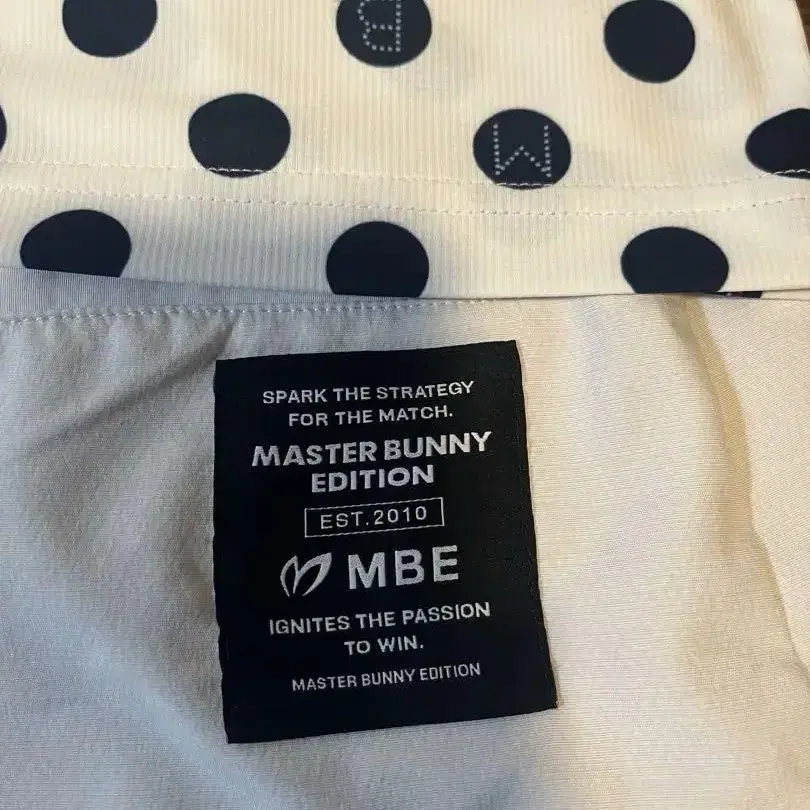 B
M
SPARK THE STRATEGY
FOR THE MATCH.
MASTER BUNNY
EDITION
EST.2010
MBE
IGNITES THE PASSION
TO WIN.
MASTER BUNNY EDITION